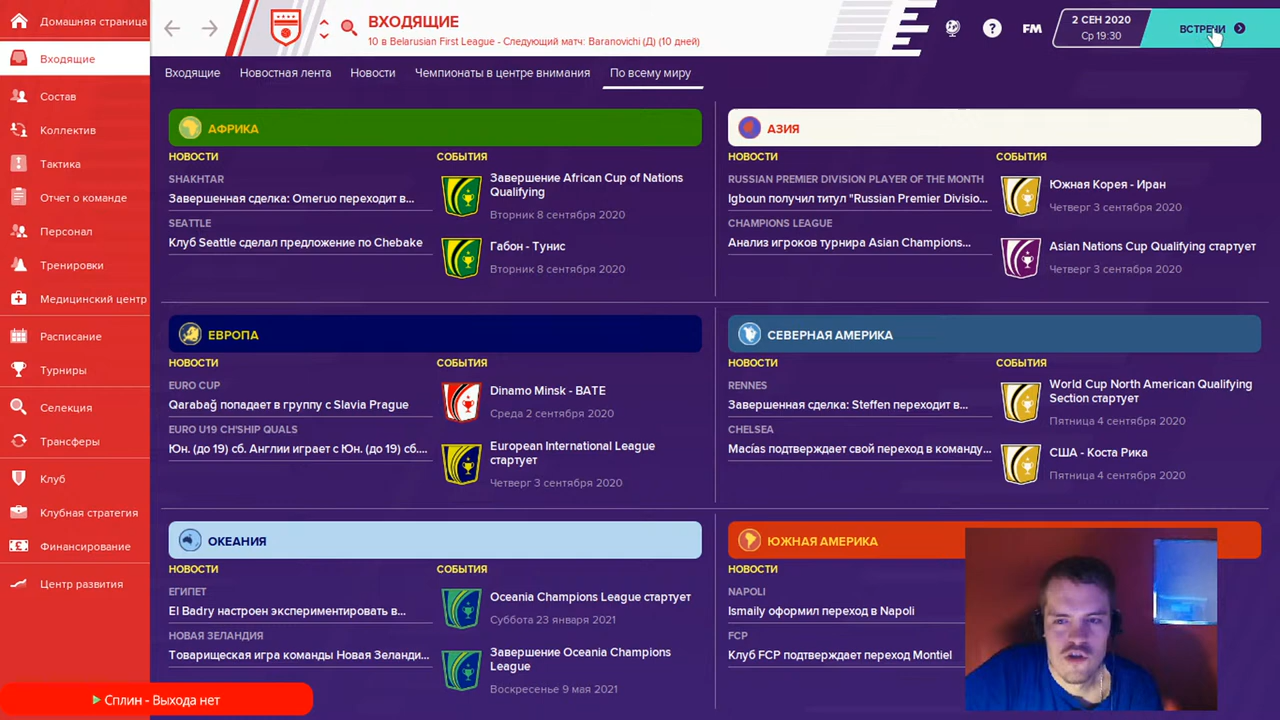 Домашняя страница
Входящие
Состав
Коллектив
Тактика
Отчет о команде
Персонал
Тренировки
Медицинский центр
Расписание
Турниры
Селекция
Трансферы
Клуб
Клубная стратегия
Финансирование
Центр развития
ВХОДЯЩИЕ
10 в Belarusian First League - Следующий матч: Baranovichi (Д) (10 дней)
?
FM
2 СЕН 2020
Ср 19:30
ВСТРЕЧИ
Входящие
Новостная лента
Новости
Чемпионаты в центре внимания
По всему миру
АФРИКА
НОВОСТИ
SHAKHTAR
Завершенная сделка: Omeruo переходит в...
SEATTLE
Клуб Seattle сделал предложение по Chebake
СОБЫТИЯ
Завершение African Cup of Nations
Qualifying
Вторник 8 сентября 2020
Габон - Тунис
Вторник 8 сентября 2020
АЗИЯ
НОВОСТИ
RUSSIAN PREMIER DIVISION PLAYER OF THE MONTH
Igboun получил титул "Russian Premier Divisio...
CHAMPIONS LEAGUE
Анализ игроков турнира Asian Champions...
СОБЫТИЯ
Южная Корея - Иран
Четверг 3 сентября 2020
Asian Nations Cup Qualifying стартует
Четверг 3 сентября 2020
ЕВРОПА
НОВОСТИ
EURO CUP
Qarabağ попадает в группу с Slavia Prague
EURO U19 CH'SHIP QUALS
Юн. (до 19) сб. Англии играет с Юн. (до 19) сб....
СОБЫТИЯ
Dinamo Minsk - BATE
Среда 2 сентября 2020
European International League
стартует
Четверг 3 сентября 2020
СЕВЕРНАЯ АМЕРИКА
НОВОСТИ
RENNES
Завершенная сделка: Steffen переходит в...
CHELSEA
Macías подтверждает свой переход в команду...
СОБЫТИЯ
World Cup North American Qualifying
Section стартует
Пятница 4 сентября 2020
США - Коста Рика
Пятница 4 сентября 2020
ОКЕАНИЯ
НОВОСТИ
ЕГИПЕТ
El Badry настроен экспериментировать в...
НОВАЯ ЗЕЛАНДИЯ
Товарищеская игра команды Новая Зеланди...
СОБЫТИЯ
Oceania Champions League стартует
Суббота 23 января 2021
Завершение Oceania Champions
League
Воскресенье 9 мая 2021
ЮЖНАЯ АМЕРИКА
НОВОСТИ
NAPOLI
Ismaily оформил переход в Napoli
FCP
Клуб FCP подтверждает переход Montiel
Сплин - Выхода нет